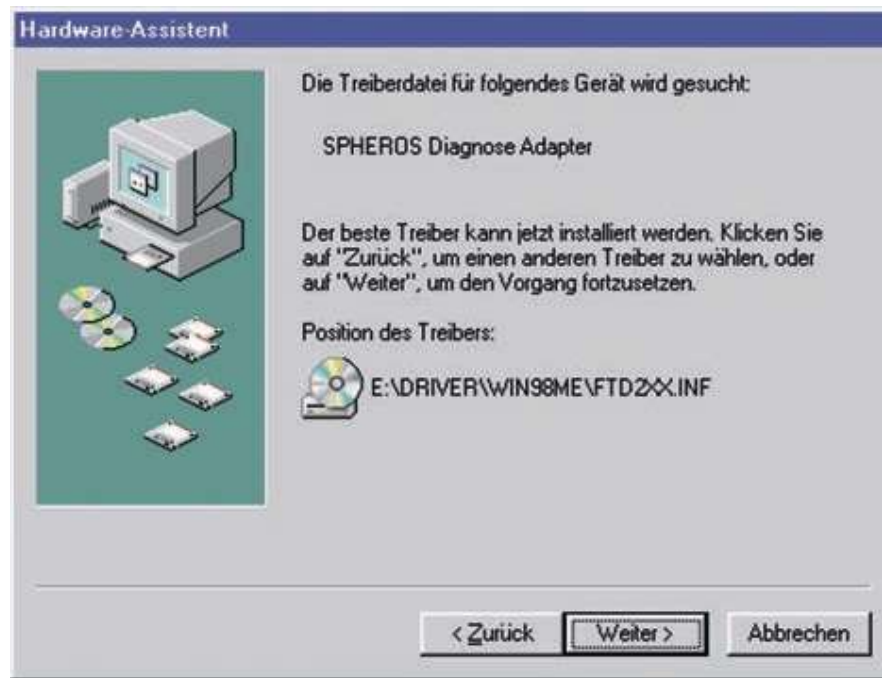 Hardware-Assistent
Die Treiberdatei für folgendes Gerät wird gesucht:
SPHEROS Diagnose Adapter
Der beste Treiber kann jetzt installiert werden. Klicken Sie
auf "Zurück", um einen anderen Treiber zu wählen, oder
auf "Weiter", um den Vorgang fortzusetzen.
Position des Treibers:
E:\DRIVER\WIN98ME\FTD2XX.INF
< Zurück
Weiter >
Abbrechen